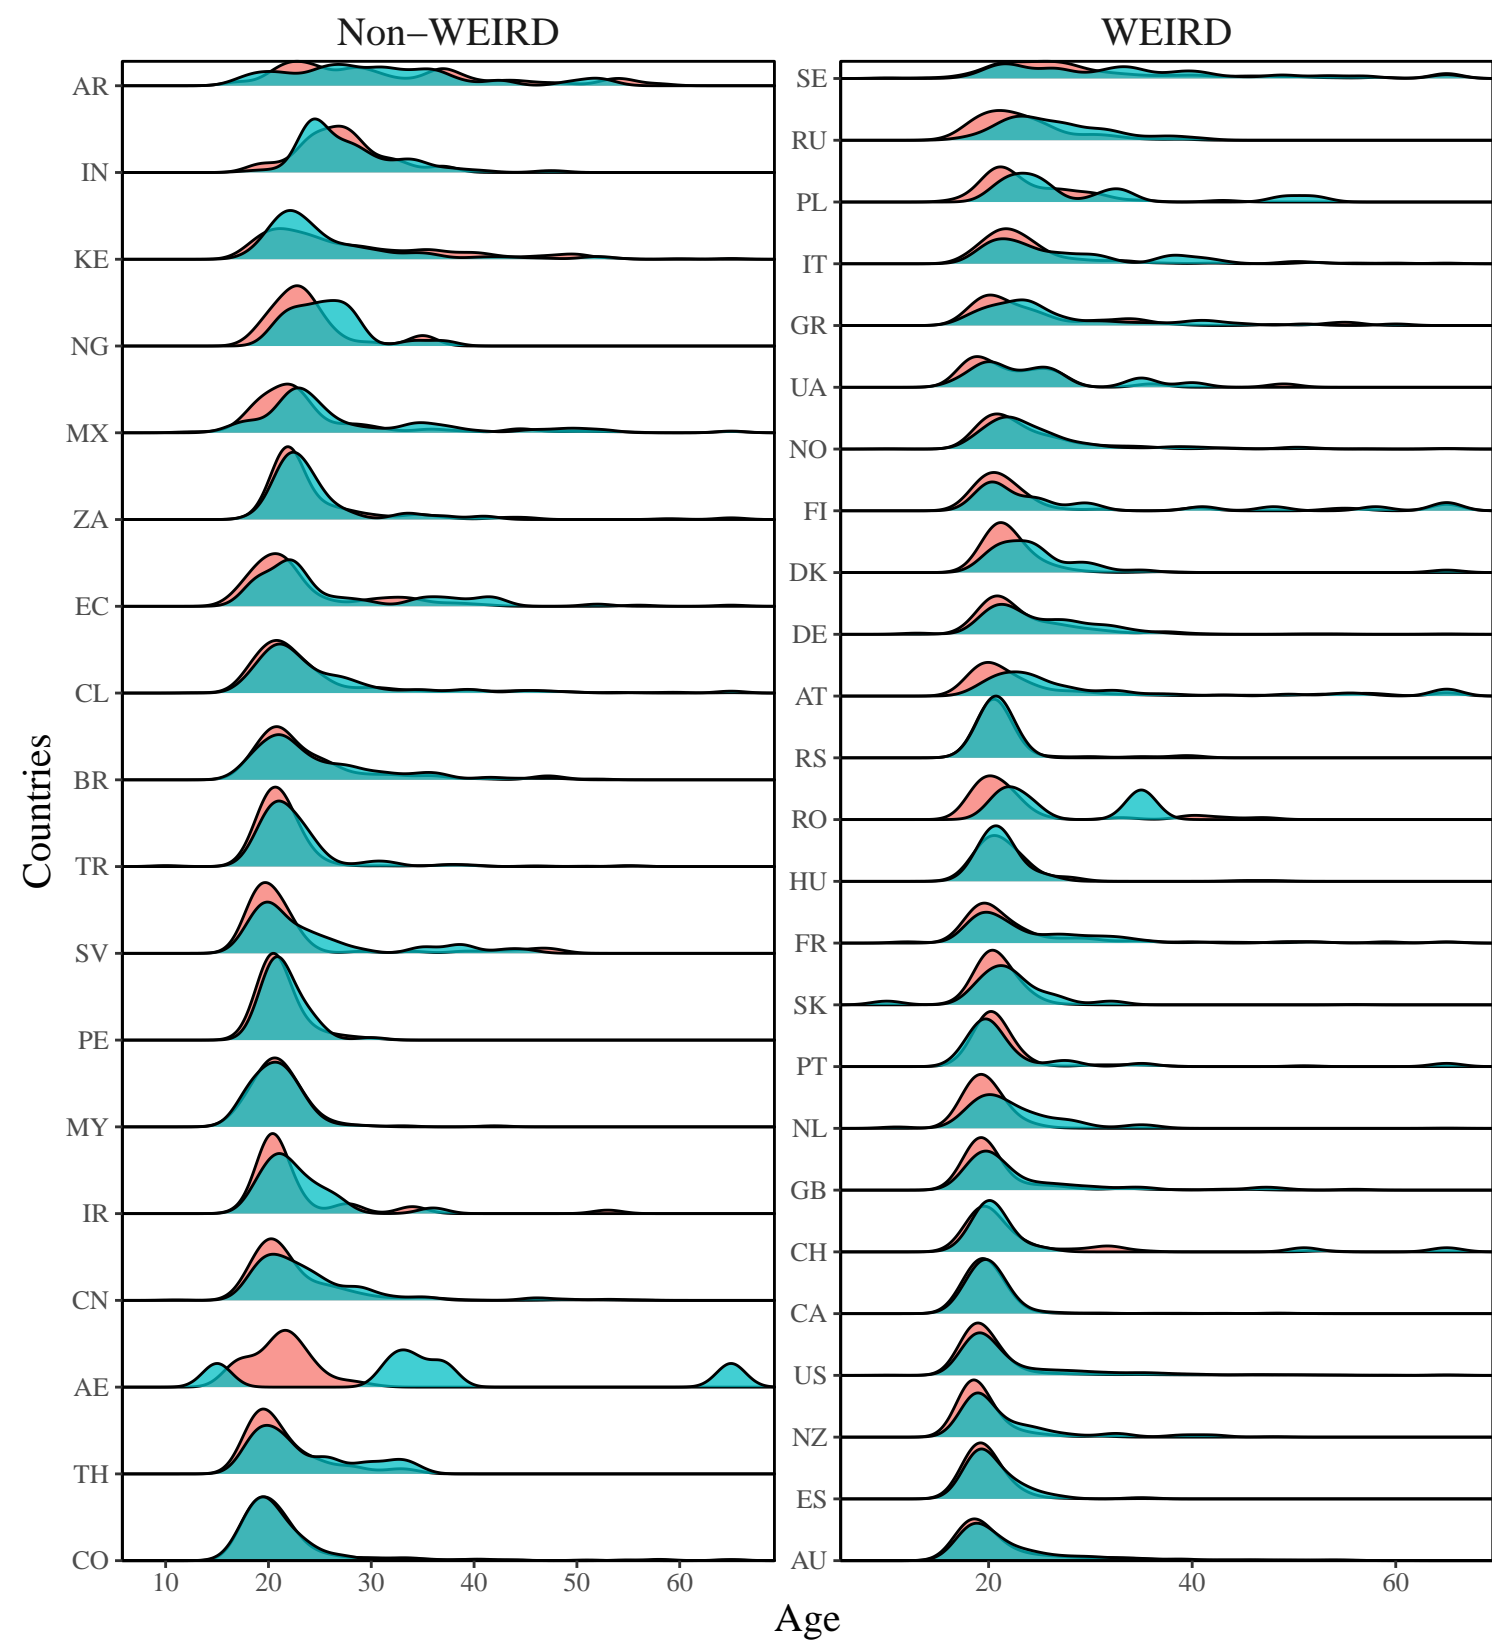 Non−WEIRD
WEIRD
Countries
AR
IN
KE
NG
MX
ZA
EC
CL
BR
TR
SV
PE
MY
IR
CN
AE
TH
CO
10 20 30 40 50 60
SE
RU
PL
IT
GR
UA
NO
FI
DK
DE
AT
RS
RO
HU
FR
SK
PT
NL
GB
CH
CA
US
NZ
ES
AU
20 40 60
Age